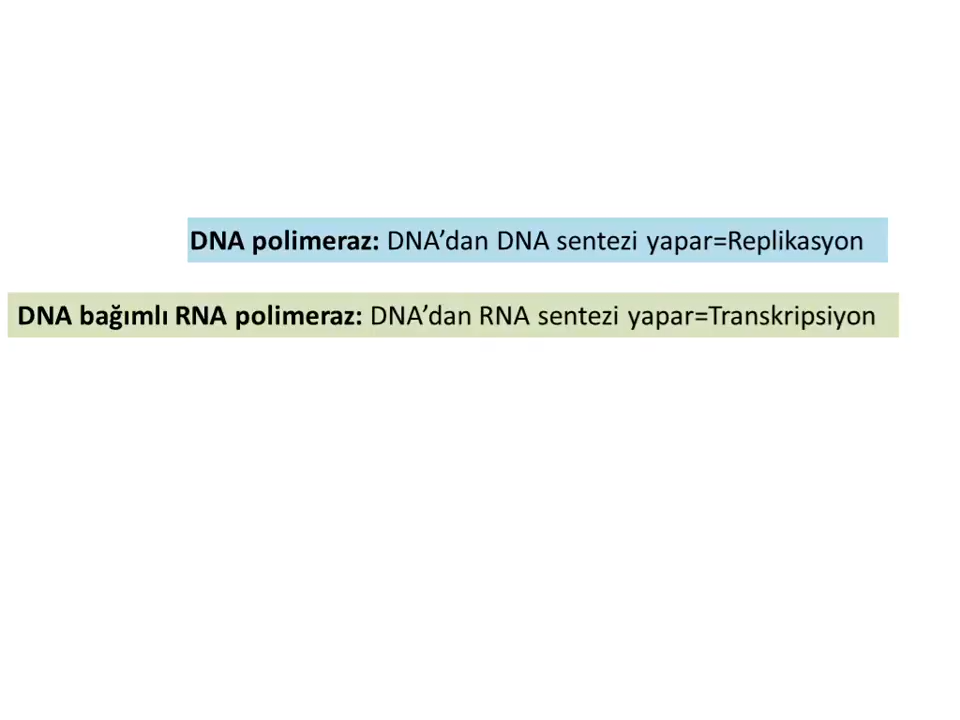 DNA polimeraz: DNA’dan DNA sentezi yapar=Replikasyon
DNA bağımlı RNA polimeraz: DNA’dan RNA sentezi yapar=Transkripsiyon